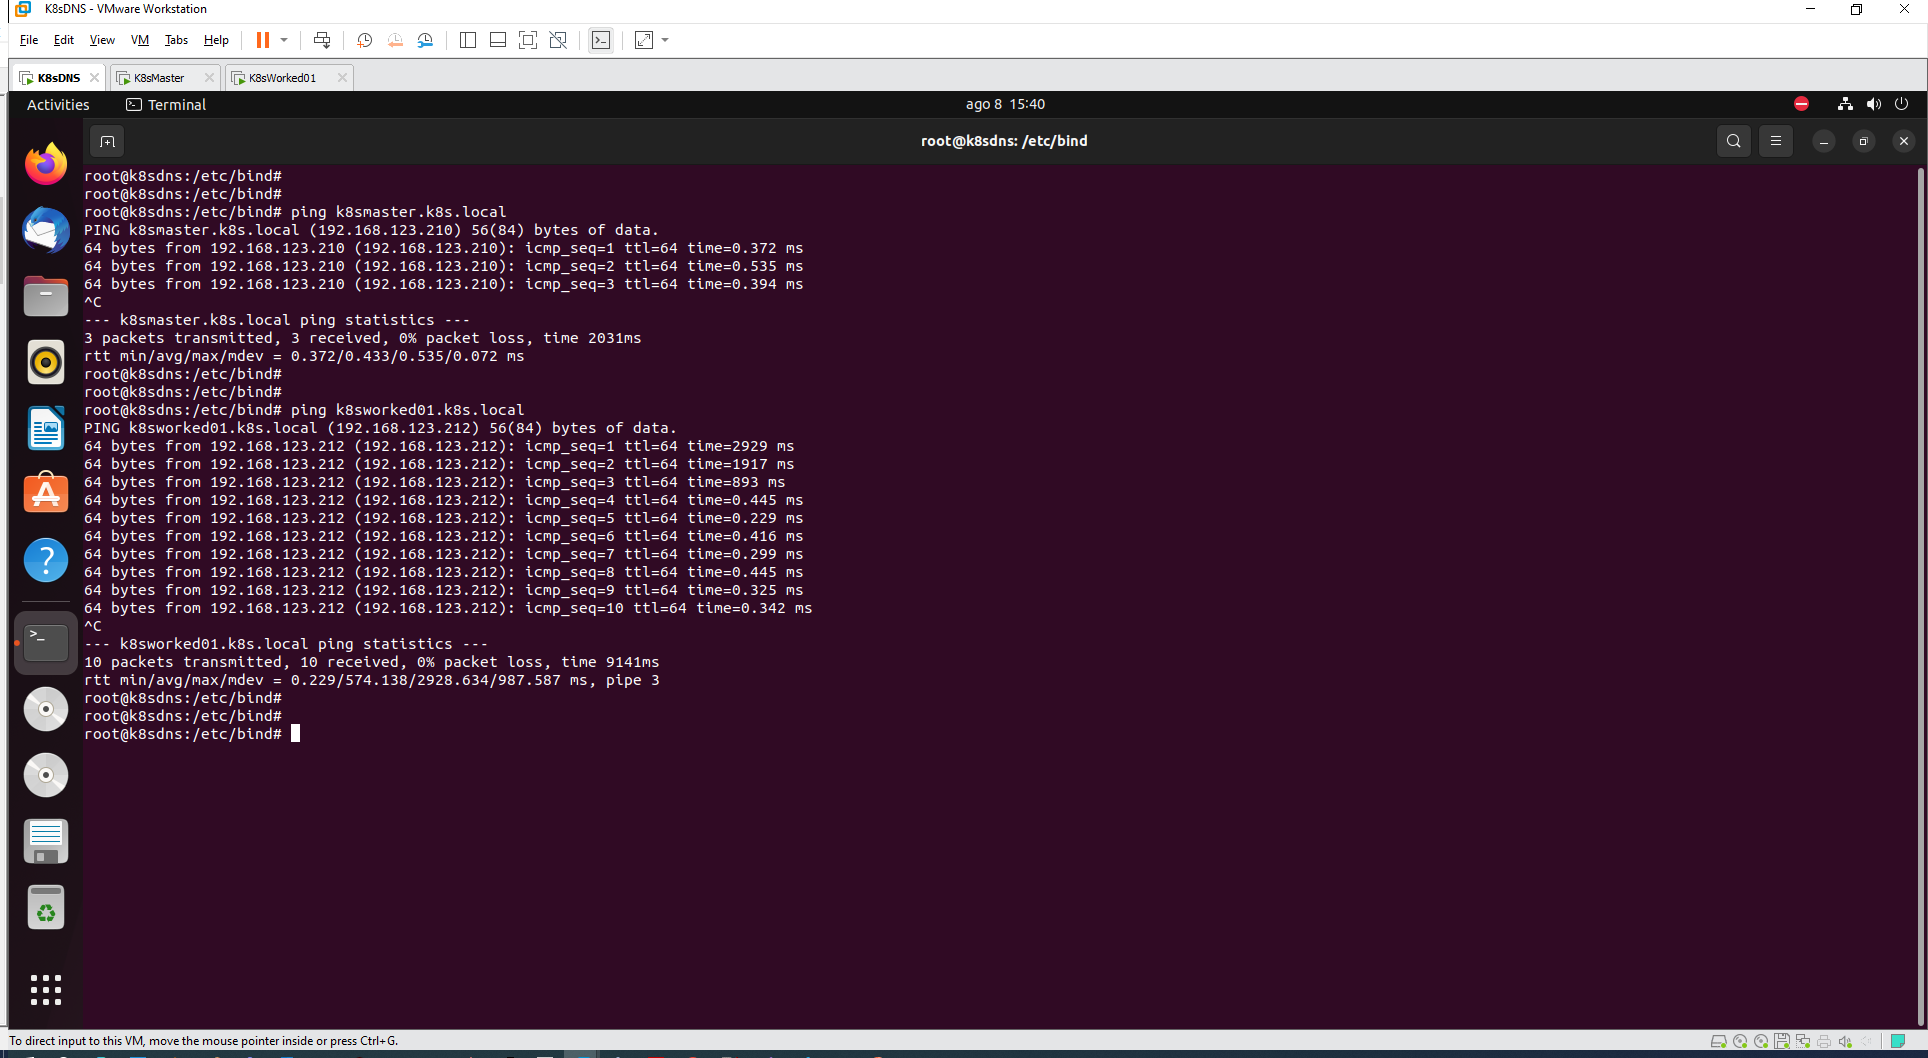 K8sDNS - VMware Workstation
File Edit View VM Tabs Help
K8sDNS K8sMaster K8sWorked01
Activities Terminal ago 8 15:40
root@k8sdns: /etc/bind
root@k8sdns:/etc/bind#
root@k8sdns:/etc/bind#
root@k8sdns:/etc/bind# ping k8smaster.k8s.local
PING k8smaster.k8s.local (192.168.123.210) 56(84) bytes of data.
64 bytes from 192.168.123.210 (192.168.123.210): icmp_seq=1 ttl=64 time=0.372 ms
64 bytes from 192.168.123.210 (192.168.123.210): icmp_seq=2 ttl=64 time=0.535 ms
64 bytes from 192.168.123.210 (192.168.123.210): icmp_seq=3 ttl=64 time=0.394 ms
^C
--- k8smaster.k8s.local ping statistics ---
3 packets transmitted, 3 received, 0% packet loss, time 2031ms
rtt min/avg/max/mdev = 0.372/0.433/0.535/0.072 ms
root@k8sdns:/etc/bind#
root@k8sdns:/etc/bind#
root@k8sdns:/etc/bind# ping k8sworked01.k8s.local
PING k8sworked01.k8s.local (192.168.123.212) 56(84) bytes of data.
64 bytes from 192.168.123.212 (192.168.123.212): icmp_seq=1 ttl=64 time=2929 ms
64 bytes from 192.168.123.212 (192.168.123.212): icmp_seq=2 ttl=64 time=1917 ms
64 bytes from 192.168.123.212 (192.168.123.212): icmp_seq=3 ttl=64 time=893 ms
64 bytes from 192.168.123.212 (192.168.123.212): icmp_seq=4 ttl=64 time=0.445 ms
64 bytes from 192.168.123.212 (192.168.123.212): icmp_seq=5 ttl=64 time=0.229 ms
64 bytes from 192.168.123.212 (192.168.123.212): icmp_seq=6 ttl=64 time=0.416 ms
64 bytes from 192.168.123.212 (192.168.123.212): icmp_seq=7 ttl=64 time=0.299 ms
64 bytes from 192.168.123.212 (192.168.123.212): icmp_seq=8 ttl=64 time=0.445 ms
64 bytes from 192.168.123.212 (192.168.123.212): icmp_seq=9 ttl=64 time=0.325 ms
64 bytes from 192.168.123.212 (192.168.123.212): icmp_seq=10 ttl=64 time=0.342 ms
^C
--- k8sworked01.k8s.local ping statistics ---
10 packets transmitted, 10 received, 0% packet loss, time 9141ms
rtt min/avg/max/mdev = 0.229/574.138/2928.634/987.587 ms, pipe 3
root@k8sdns:/etc/bind#
root@k8sdns:/etc/bind#
root@k8sdns:/etc/bind#
To direct input to this VM, move the mouse pointer inside or press Ctrl+G.